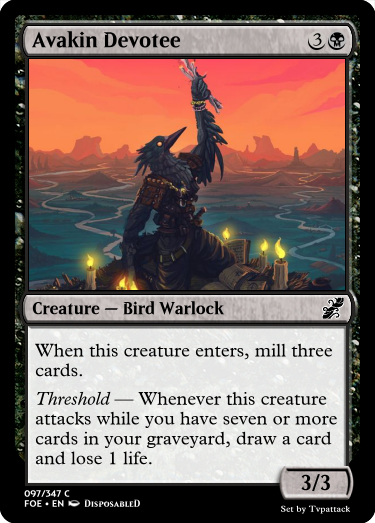 Avakin Devotee 3
Creature — Bird Warlock
When this creature enters, mill three
cards.
Threshold — Whenever this creature
attacks while you have seven or more
cards in your graveyard, draw a card
and lose 1 life.
3/3
097/347 C
FOE • EN DisposableD
Set by Tvpattack